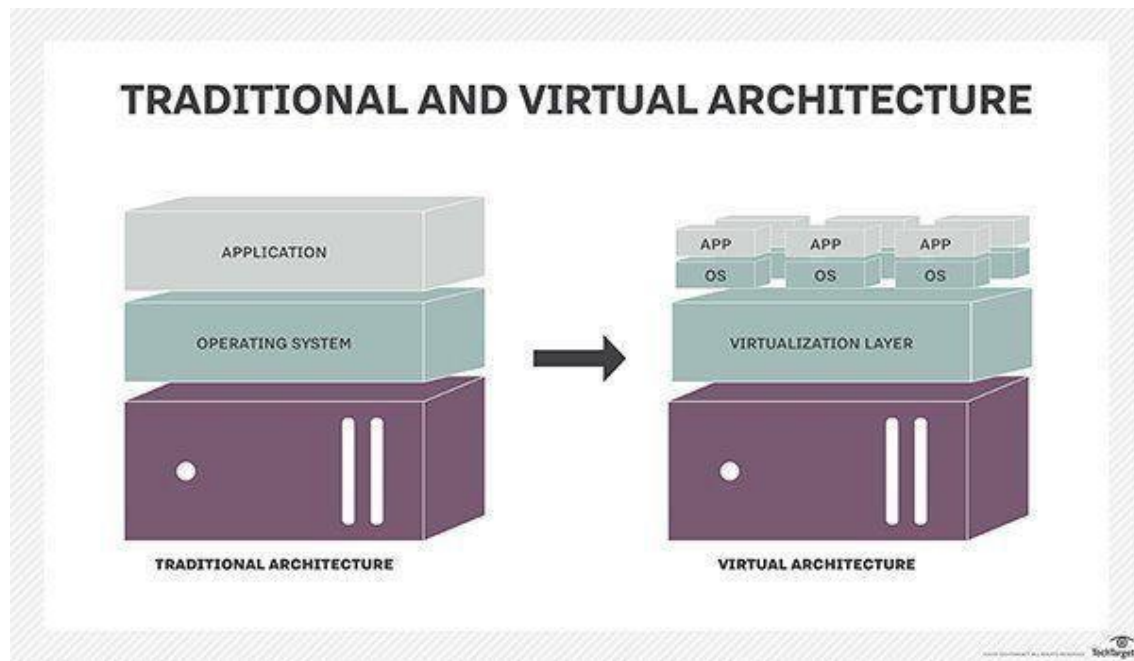 TRADITIONAL AND VIRTUAL ARCHITECTURE
APPLICATION
OPERATING SYSTEM
TRADITIONAL ARCHITECTURE
APP APP APP
OS OS OS
VIRTUALIZATION LAYER
VIRTUAL ARCHITECTURE
TechTarget